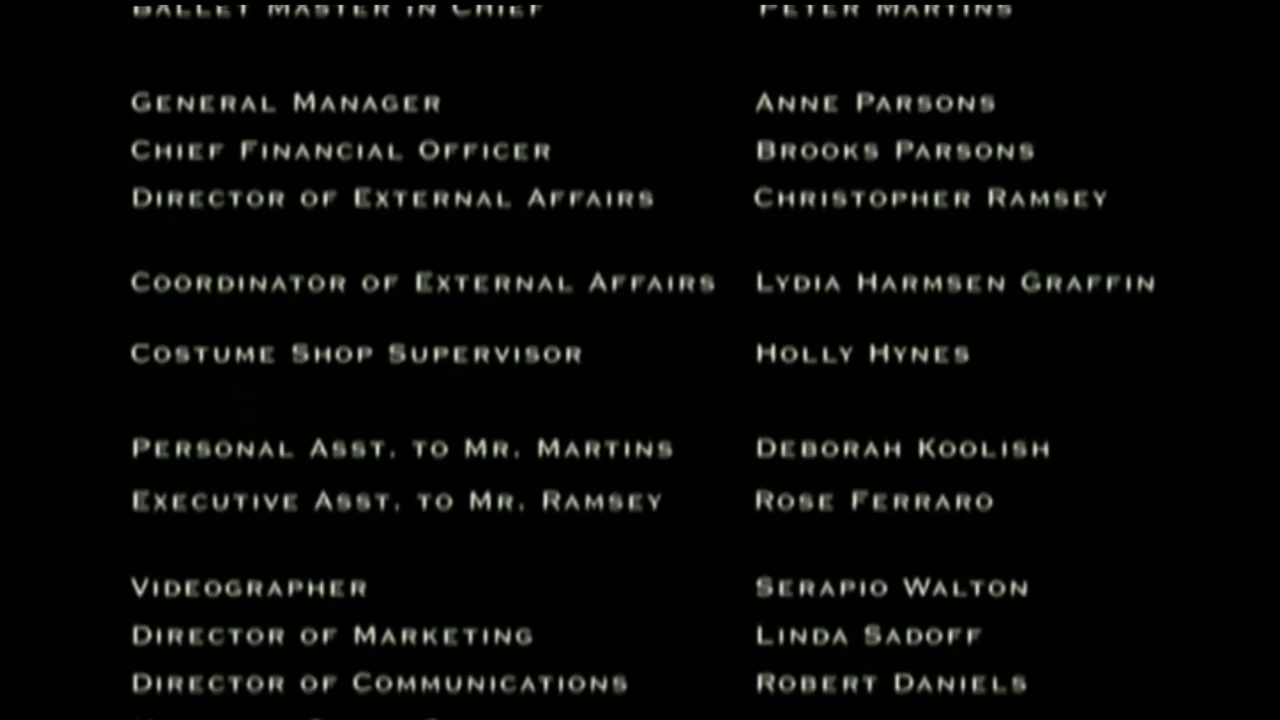 Ballet Master in Chief Peter Martins
General Manager Anne Parsons
Chief Financial Officer Brooks Parsons
Director of External Affairs Christopher Ramsey
Coordinator of External Affairs Lydia Harmsen Graffin
Costume Shop Supervisor Holly Hynes
Personal Asst. to Mr. Martins Deborah Koolish
Executive Asst. to Mr. Ramsey Rose Ferraro
Videographer Serapio Walton
Director of Marketing Linda Sadoff
Director of Communications Robert Daniels